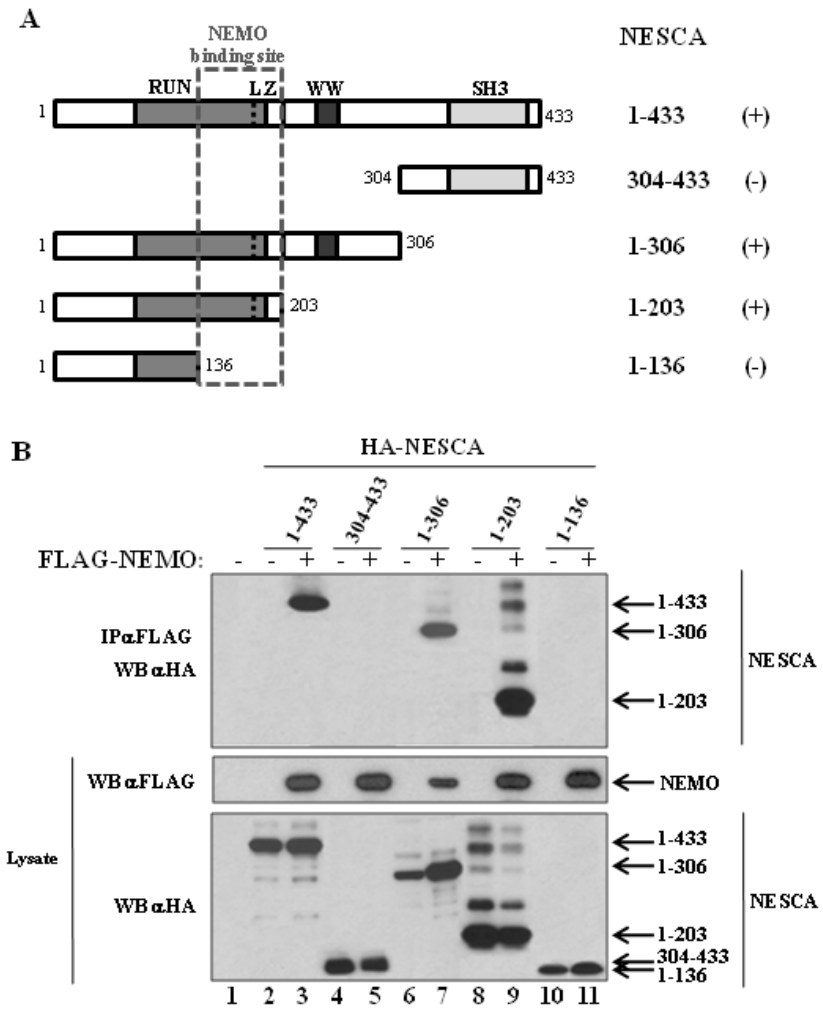 A
NEMO
binding site
NESCA
RUN LZ WW SH3
1 433 1-433 (+)
304 433 304-433 (-)
1 306 1-306 (+)
1 203 1-203 (+)
1 136 1-136 (-)
B
HA-NESCA
1-433 304-433 1-306 1-203 1-136
FLAG-NEMO: - - + - + - + - + - +
IPαFLAG
WBαHA
1-433
1-306
1-203
NESCA
Lysate
WBαFLAG
NEMO
WBαHA
1-433
1-306
1-203
304-433
1-136
NESCA
1 2 3 4 5 6 7 8 9 10 11